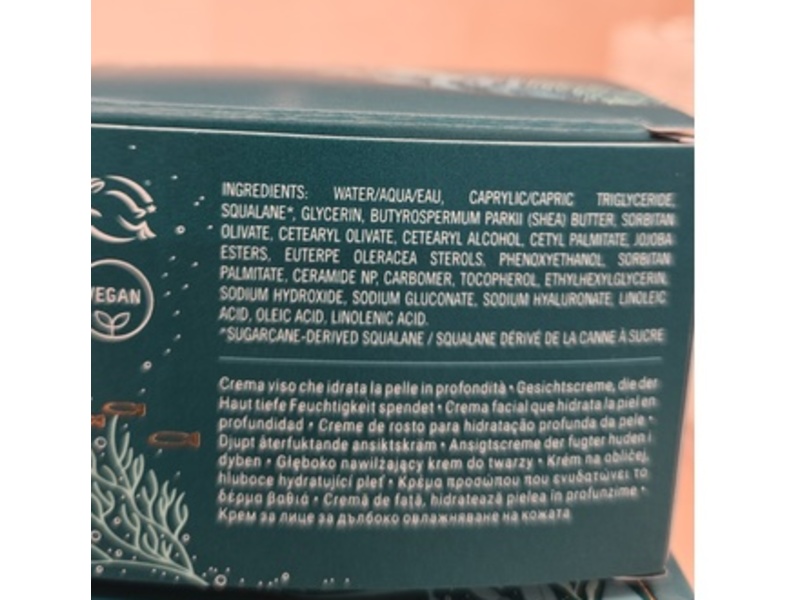 INGREDIENTS: WATER/AQUA/EAU, CAPRYLIC/CAPRIC TRIGLYCERIDE,
SQUALANE*, GLYCERIN, BUTYROSPERMUM PARKII (SHEA) BUTTER, SORBITAN
OLIVATE, CETEARYL OLIVATE, CETEARYL ALCOHOL, CETYL PALMITATE, JOJOBA
ESTERS, EUTERPE OLERACEA STEROLS, PHENOXYETHANOL, SORBITAN
PALMITATE, CERAMIDE NP, CARBOMER, TOCOPHEROL, ETHYLHEXYLGLYCERIN,
VEGAN
SODIUM HYDROXIDE, SODIUM GLUCONATE, SODIUM HYALURONATE, LINOLEIC
ACID, OLEIC ACID, LINOLENIC ACID.
*SUGARCANE-DERIVED SQUALANE / SQUALANE DÉRIVÉ DE LA CANNE À SUCRE
Crema viso che idrata la pelle in profondità • Gesichtscreme, die der
Haut tiefe Feuchtigkeit spendet • Crema facial que hidrata la piel en
profundidad • Creme de rosto para hidratação profunda da pele •
Djupt återfuktande ansiktskräm • Ansigtscreme der fugter huden i
dyben • Głęboko nawilżający krem do twarzy • Krém na obličej,
hluboce hydratující pleť • Κρέμα προσώπου που ενυδατώνει το
δέρμα βαθιά • Cremă de față, hidratează pielea în profunzime •
Крем за лице за дълбоко овлажняване на кожата